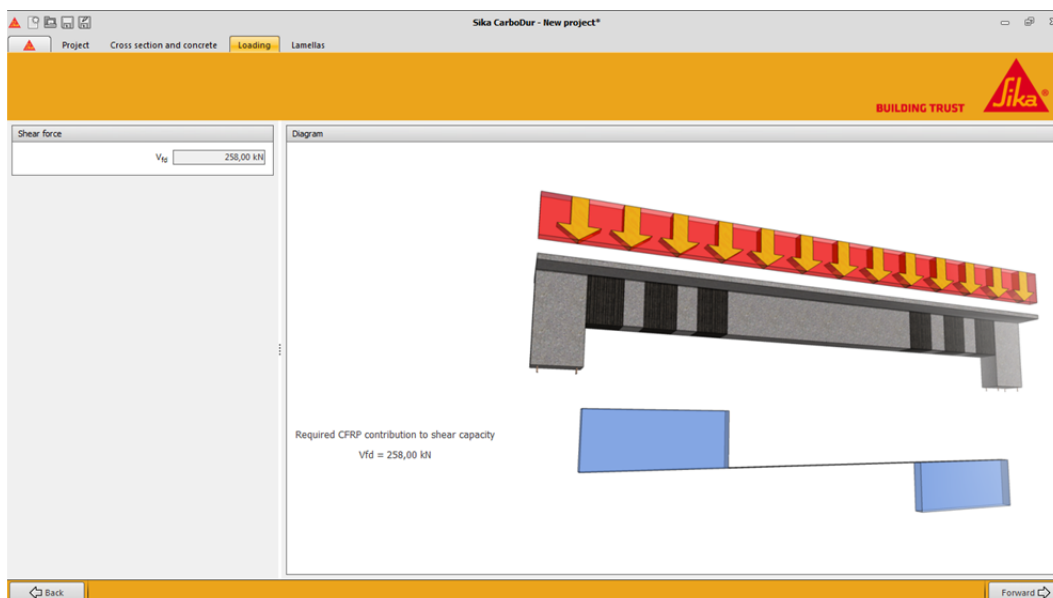 Sika CarboDur - New project*
Project
Cross section and concrete
Loading
Lamellas
BUILDING TRUST
Sika®
Shear force
Vfd
258,00 kN
Diagram
Required CFRP contribution to shear capacity
Vfd = 258,00 kN
Back
Forward